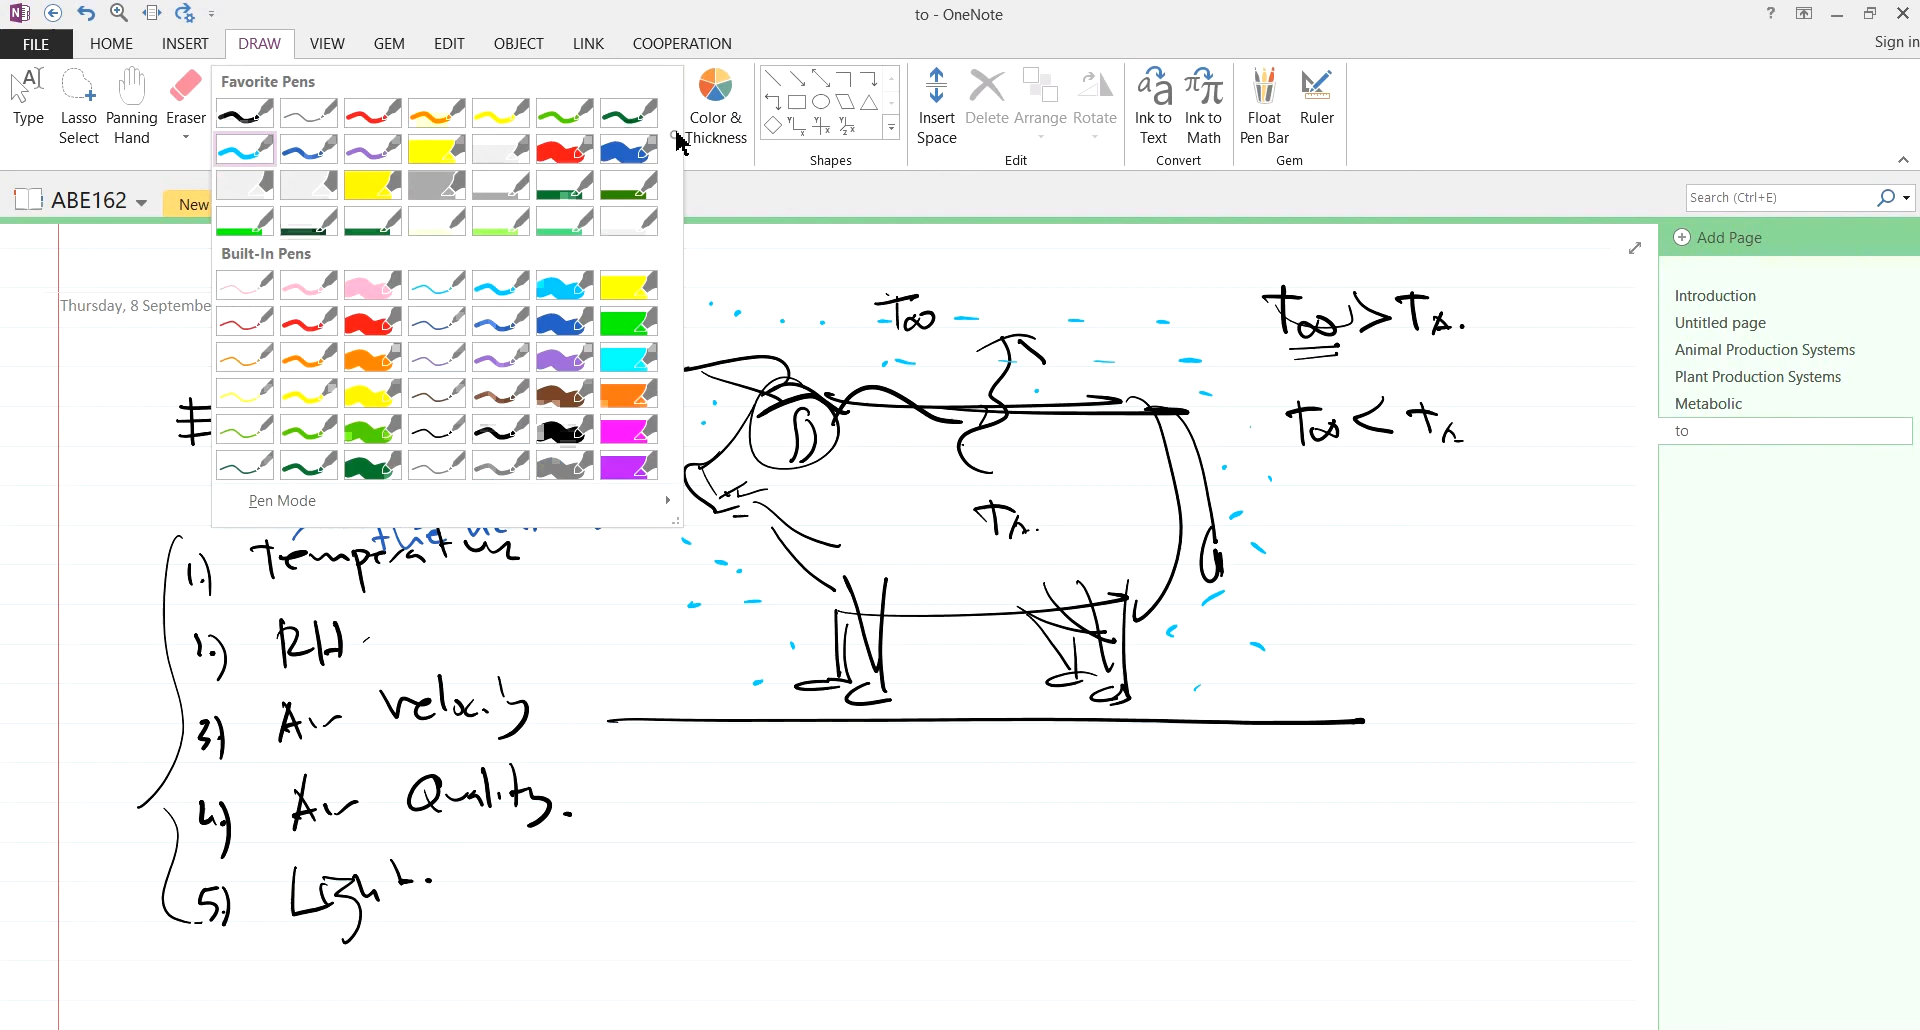 to - OneNote
?
Sign in
FILE HOME INSERT DRAW VIEW GEM EDIT OBJECT LINK COOPERATION
Type
Lasso Select
Panning Hand
Eraser
Favorite Pens
Built-In Pens
Pen Mode
Color & Thickness
Shapes
Insert Space
Delete
Arrange
Rotate
Edit
Ink to Text
Ink to Math
Convert
Float Pen Bar
Ruler
Gem
ABE162
New
Search (Ctrl+E)
Add Page
Introduction
Untitled page
Animal Production Systems
Plant Production Systems
Metabolic
to
Thursday, 8 Septembe
T∞
t∞ > TA.
t∞ < TA
TA.
the
1.) Temperature
2.) RH
3) Air Velocity
4.) Air Quality.
5.) Light.